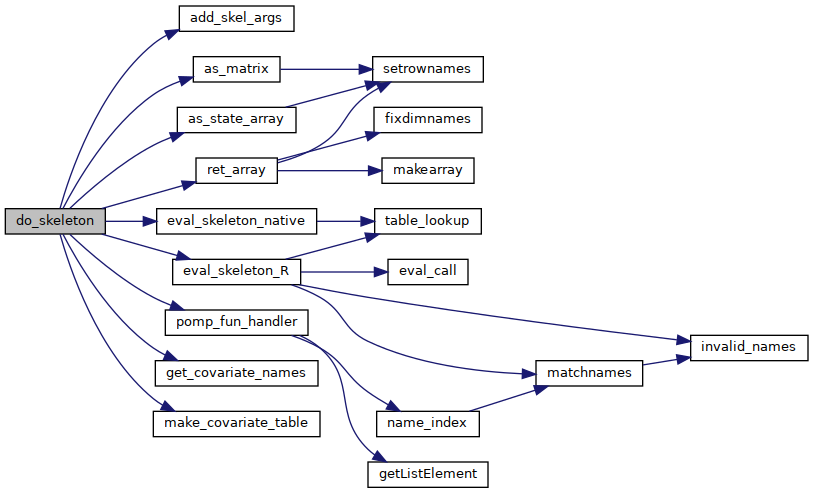 add_skel_args
as_matrix
setrownames
as_state_array
fixdimnames
ret_array
makearray
do_skeleton
eval_skeleton_native
table_lookup
eval_skeleton_R
eval_call
pomp_fun_handler
invalid_names
get_covariate_names
matchnames
make_covariate_table
name_index
getListElement